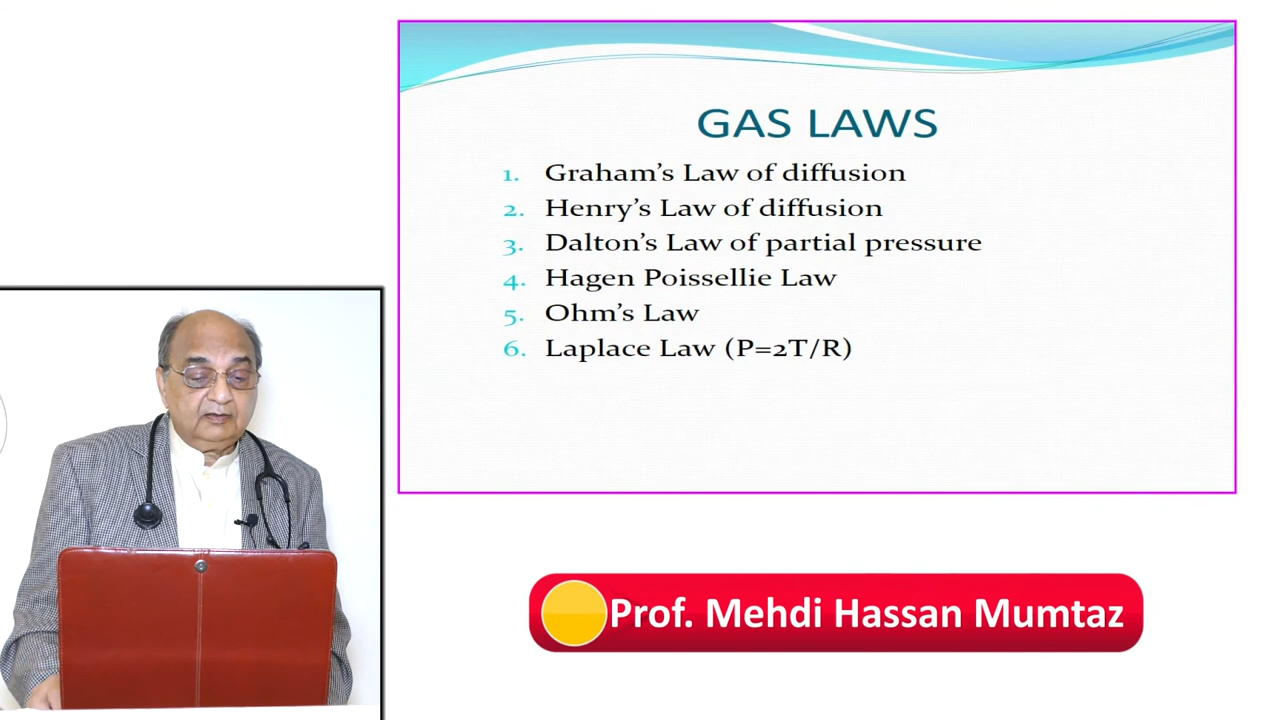 GAS LAWS
1. Graham's Law of diffusion
2. Henry's Law of diffusion
3. Dalton's Law of partial pressure
4. Hagen Poissellie Law
5. Ohm's Law
6. Laplace Law (P=2T/R)
Prof. Mehdi Hassan Mumtaz